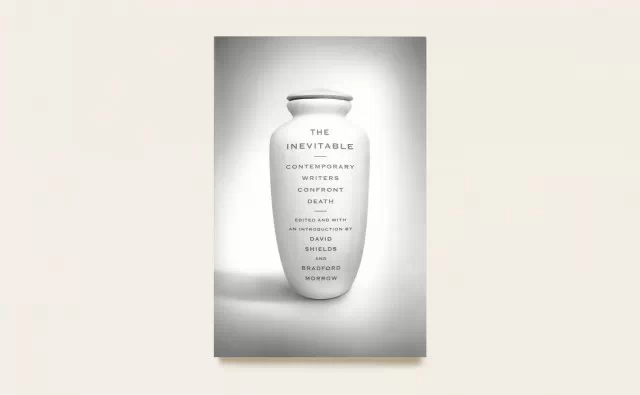 THE
INEVITABLE
CONTEMPORARY
WRITERS
CONFRONT
DEATH
EDITED AND WITH
AN INTRODUCTION BY
DAVID
SHIELDS
AND
BRADFORD
MORROW